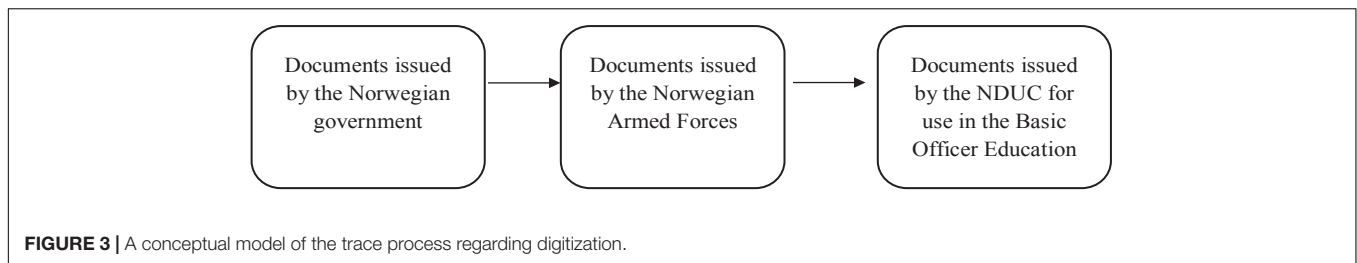 Documents issued
by the Norwegian
government
Documents issued
by the Norwegian
Armed Forces
Documents issued
by the NDUC for
use in the Basic
Officer Education
FIGURE 3 | A conceptual model of the trace process regarding digitization.